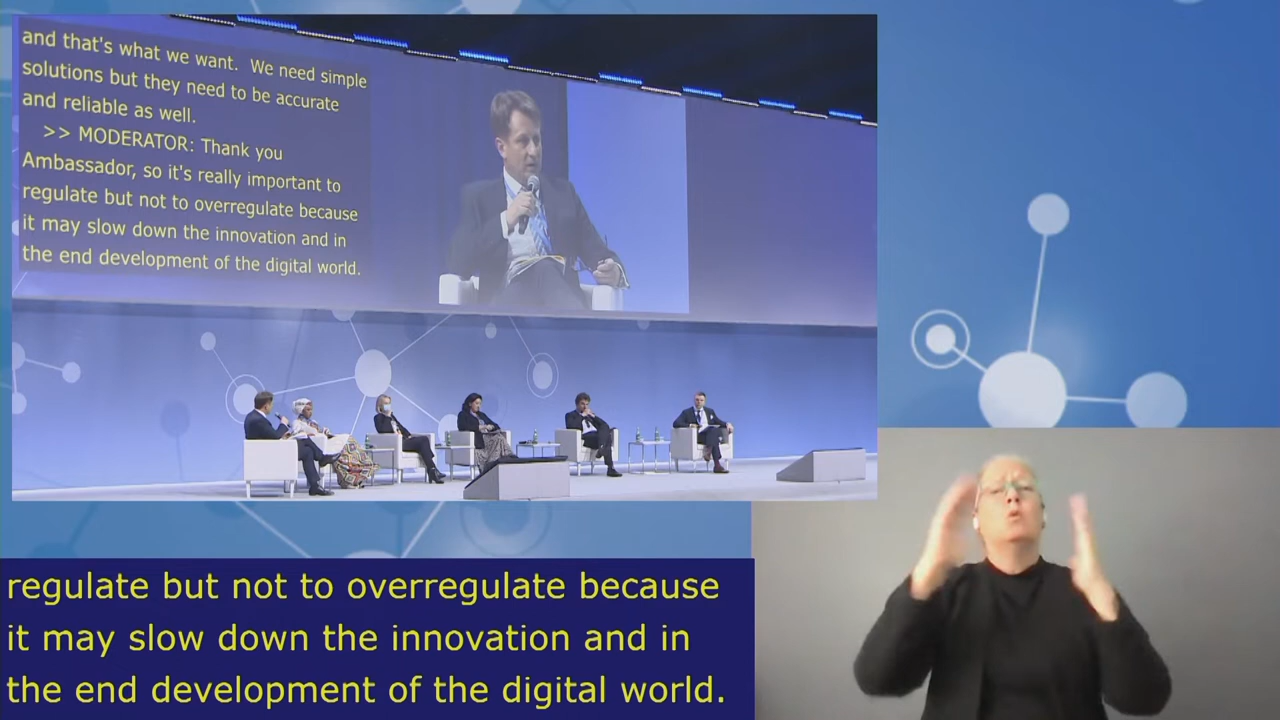 and that's what we want.  We need simple
solutions but they need to be accurate
and reliable as well.
>> MODERATOR: Thank you
Ambassador, so it's really important to
regulate but not to overregulate because
it may slow down the innovation and in
the end development of the digital world.
regulate but not to overregulate because
it may slow down the innovation and in
the end development of the digital world.